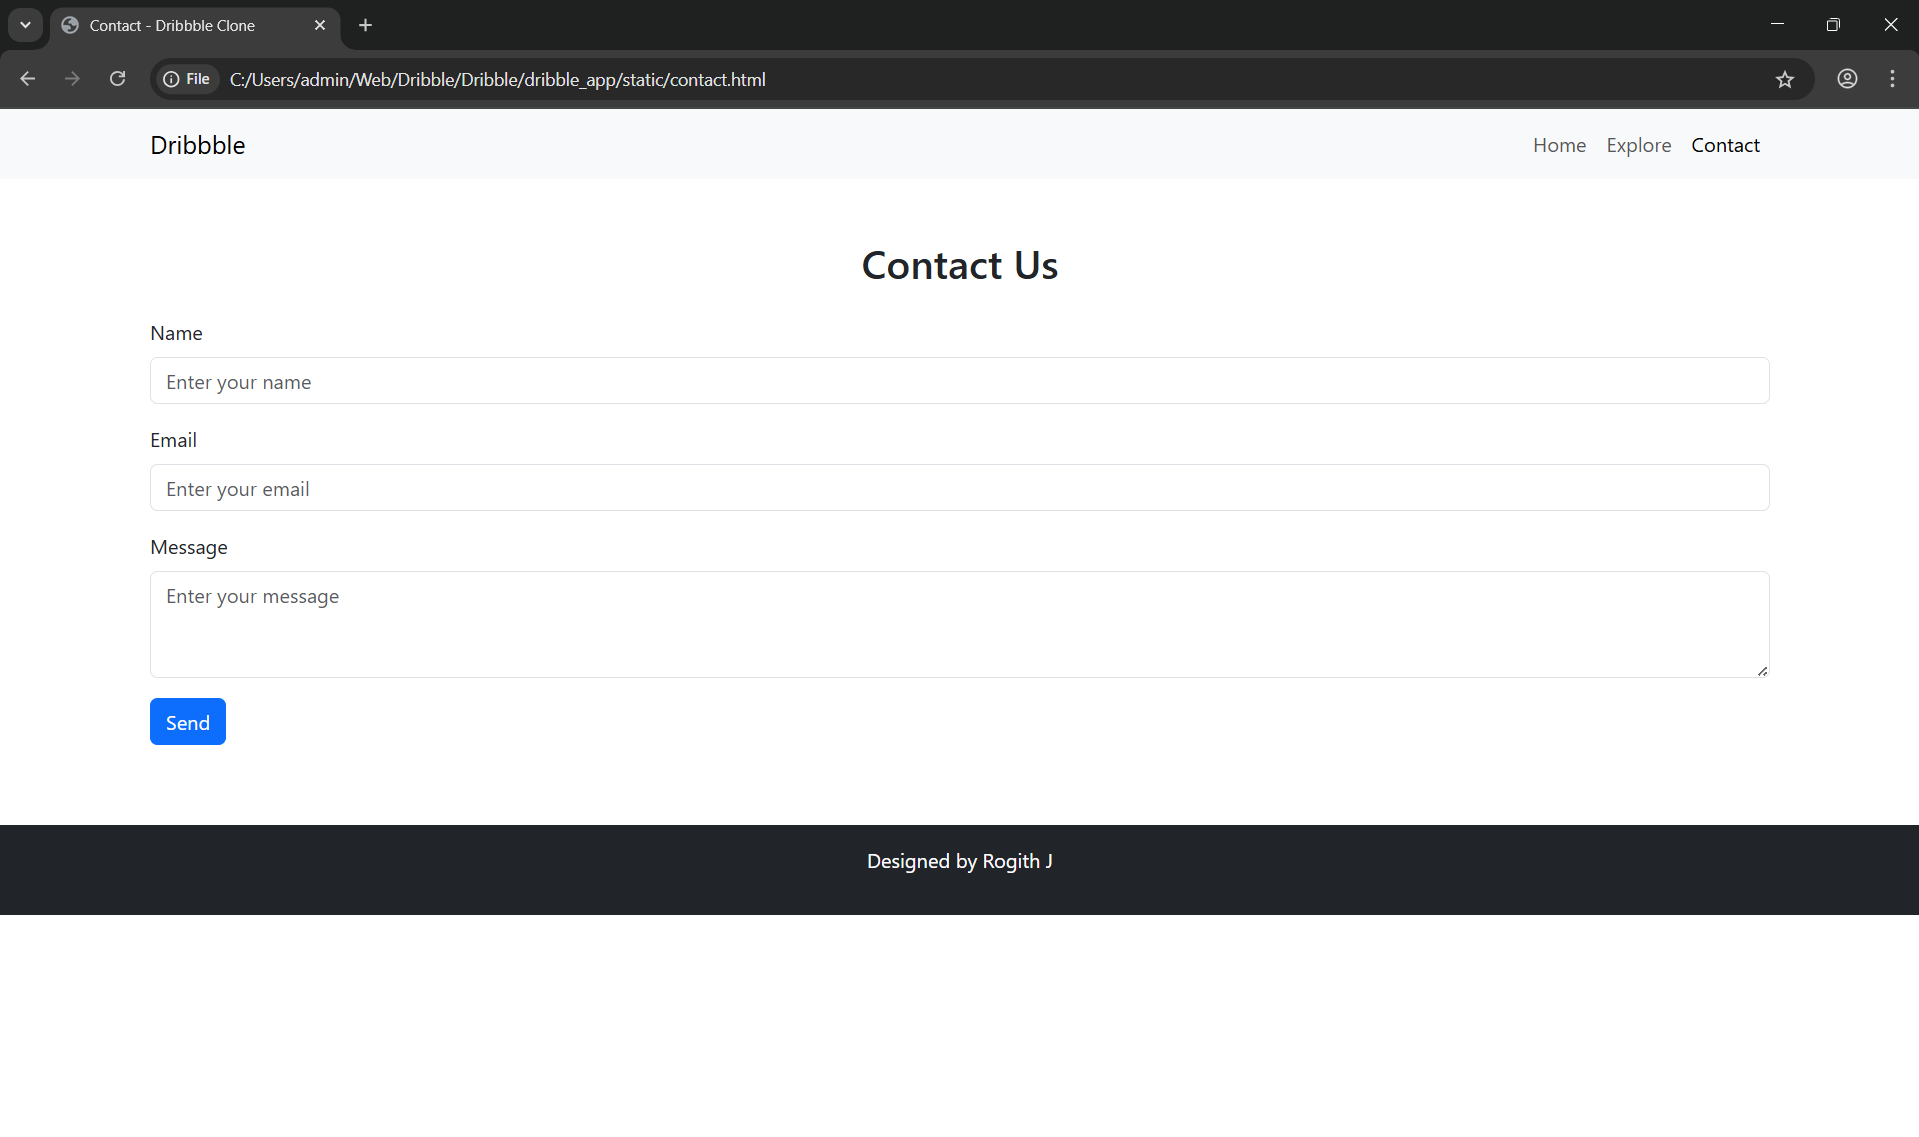 Contact - Dribbble Clone
File
C:/Users/admin/Web/Dribble/Dribble/dribble_app/static/contact.html
Dribbble
Home
Explore
Contact
Contact Us
Name
Enter your name
Email
Enter your email
Message
Enter your message
Send
Designed by Rogith J